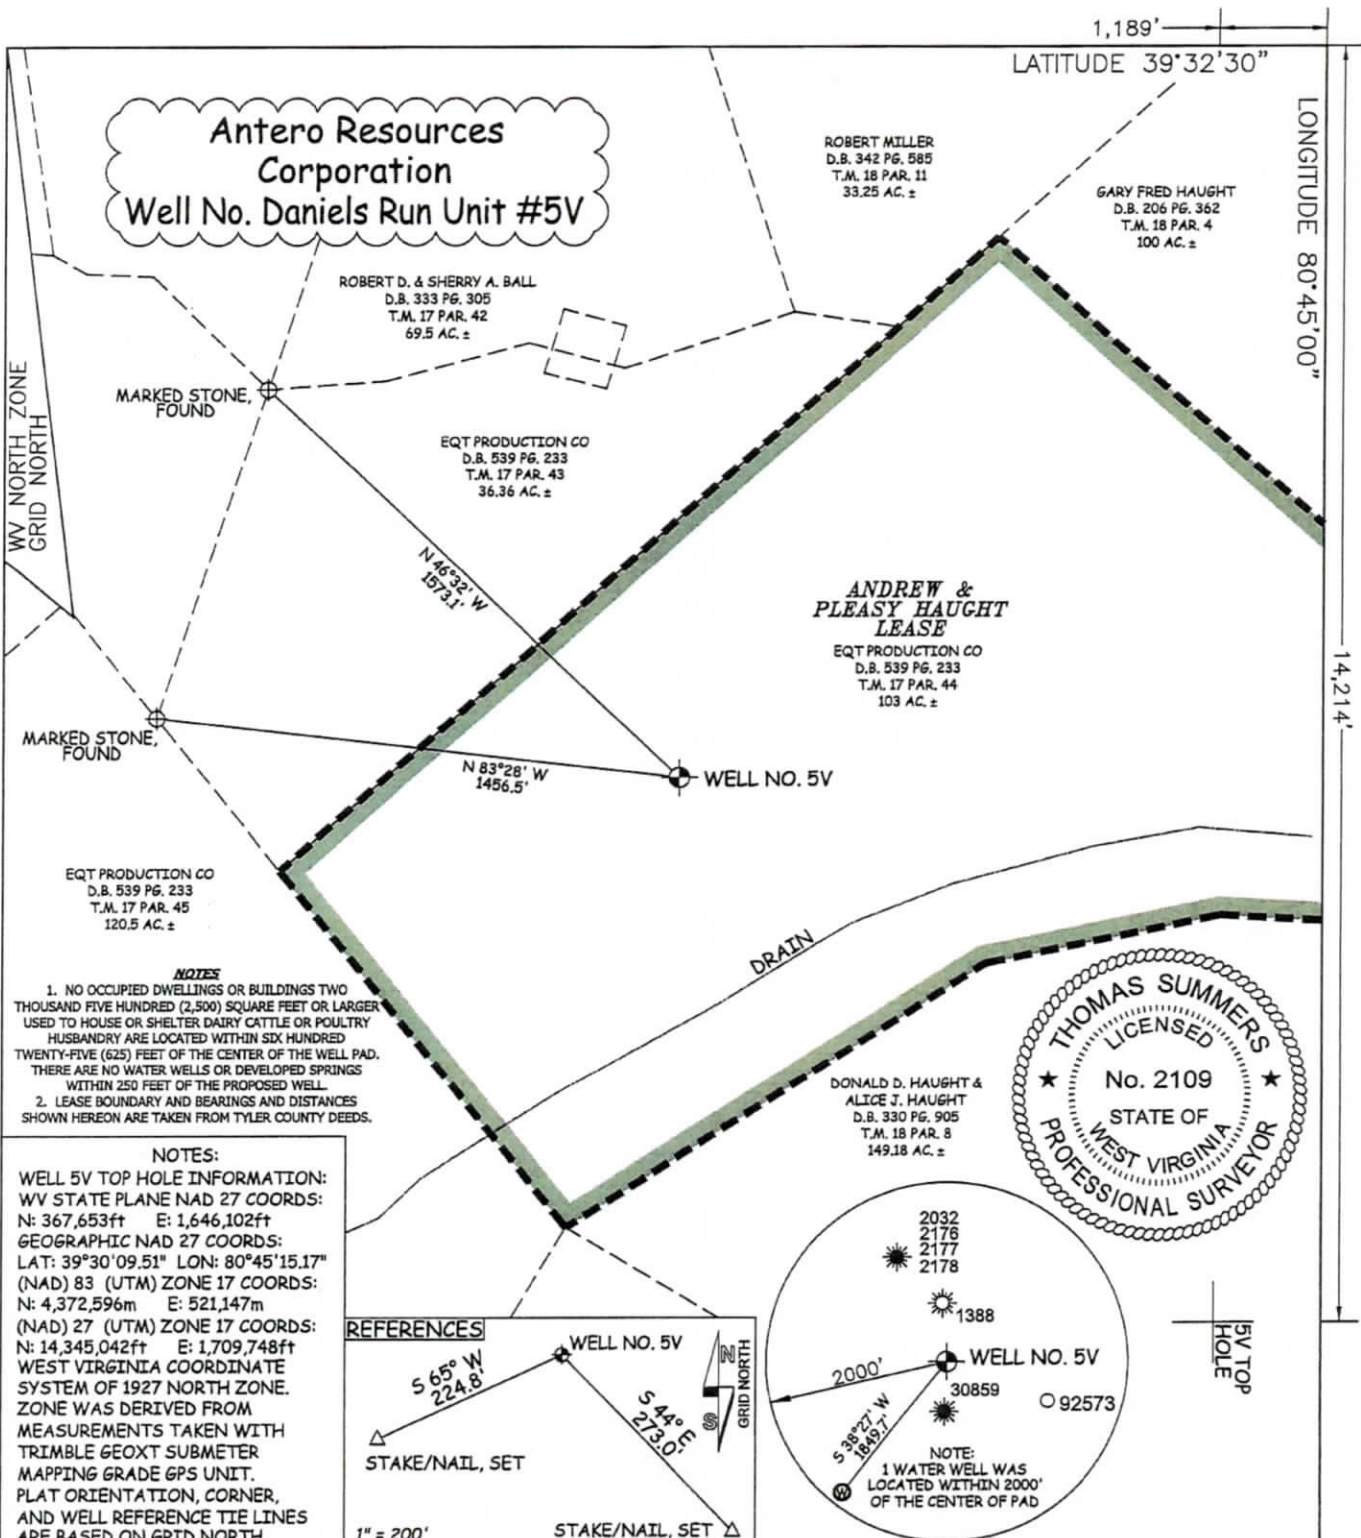 1,189'
LATITUDE 39°32'30"
LONGITUDE 80°45'00"
Antero Resources
Corporation
Well No. Daniels Run Unit #5V
ROBERT MILLER
D.B. 342 PG. 585
T.M. 18 PAR. 11
33.25 AC. ±
GARY FRED HAUGHT
D.B. 206 PG. 362
T.M. 18 PAR. 4
100 AC. ±
ROBERT D. & SHERRY A. BALL
D.B. 333 PG. 305
T.M. 17 PAR. 42
69.5 AC. ±
WV NORTH ZONE
GRID NORTH
MARKED STONE,
FOUND
EQT PRODUCTION CO
D.B. 539 PG. 233
T.M. 17 PAR. 43
36.36 AC. ±
N 46°32' W
1573.1'
ANDREW &
PLEASY HAUGHT
LEASE
EQT PRODUCTION CO
D.B. 539 PG. 233
T.M. 17 PAR. 44
103 AC. ±
14,214'
MARKED STONE,
FOUND
N 83°28' W
1456.5'
WELL NO. 5V
EQT PRODUCTION CO
D.B. 539 PG. 233
T.M. 17 PAR. 45
120.5 AC. ±
DRAIN
NOTES
1. NO OCCUPIED DWELLINGS OR BUILDINGS TWO
THOUSAND FIVE HUNDRED (2,500) SQUARE FEET OR LARGER
USED TO HOUSE OR SHELTER DAIRY CATTLE OR POULTRY
HUSBANDRY ARE LOCATED WITHIN SIX HUNDRED
TWENTY-FIVE (625) FEET OF THE CENTER OF THE WELL PAD.
THERE ARE NO WATER WELLS OR DEVELOPED SPRINGS
WITHIN 250 FEET OF THE PROPOSED WELL.
2. LEASE BOUNDARY AND BEARINGS AND DISTANCES
SHOWN HEREON ARE TAKEN FROM TYLER COUNTY DEEDS.
DONALD D. HAUGHT &
ALICE J. HAUGHT
D.B. 330 PG. 905
T.M. 18 PAR. 8
149.18 AC. ±
THOMAS SUMMERS
LICENSED
No. 2109
STATE OF
WEST VIRGINIA
PROFESSIONAL SURVEYOR
NOTES:
WELL 5V TOP HOLE INFORMATION:
WV STATE PLANE NAD 27 COORDS:
N: 367,653ft E: 1,646,102ft
GEOGRAPHIC NAD 27 COORDS:
LAT: 39°30'09.51" LON: 80°45'15.17"
(NAD) 83 (UTM) ZONE 17 COORDS:
N: 4,372,596m E: 521,147m
(NAD) 27 (UTM) ZONE 17 COORDS:
N: 14,345,042ft E: 1,709,748ft
WEST VIRGINIA COORDINATE
SYSTEM OF 1927 NORTH ZONE.
ZONE WAS DERIVED FROM
MEASUREMENTS TAKEN WITH
TRIMBLE GEOXT SUBMETER
MAPPING GRADE GPS UNIT.
PLAT ORIENTATION, CORNER,
AND WELL REFERENCE TIE LINES
ARE BASED ON GRID NORTH
REFERENCES
WELL NO. 5V
S 65° W
224.8'
S 44° E
273.0'
N
S
GRID NORTH
STAKE/NAIL, SET
STAKE/NAIL, SET
1" = 200'
2032
2176
2177
2178
1388
WELL NO. 5V
2000'
30859
92573
S 38°27' W
1849.7'
W
NOTE:
1 WATER WELL WAS
LOCATED WITHIN 2000'
OF THE CENTER OF PAD
5V TOP
HOLE